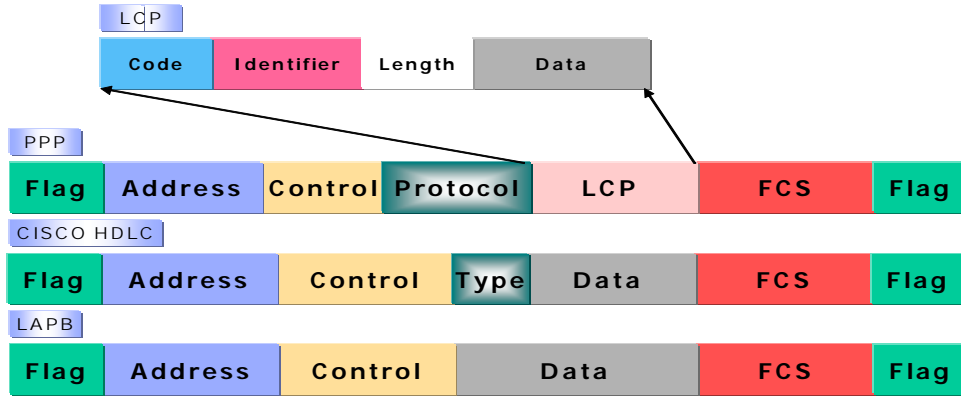 LCP
Code Identifier Length Data
PPP
Flag Address Control Protocol LCP FCS Flag
CISCO HDLC
Flag Address Control Type Data FCS Flag
LAPB
Flag Address Control Data FCS Flag